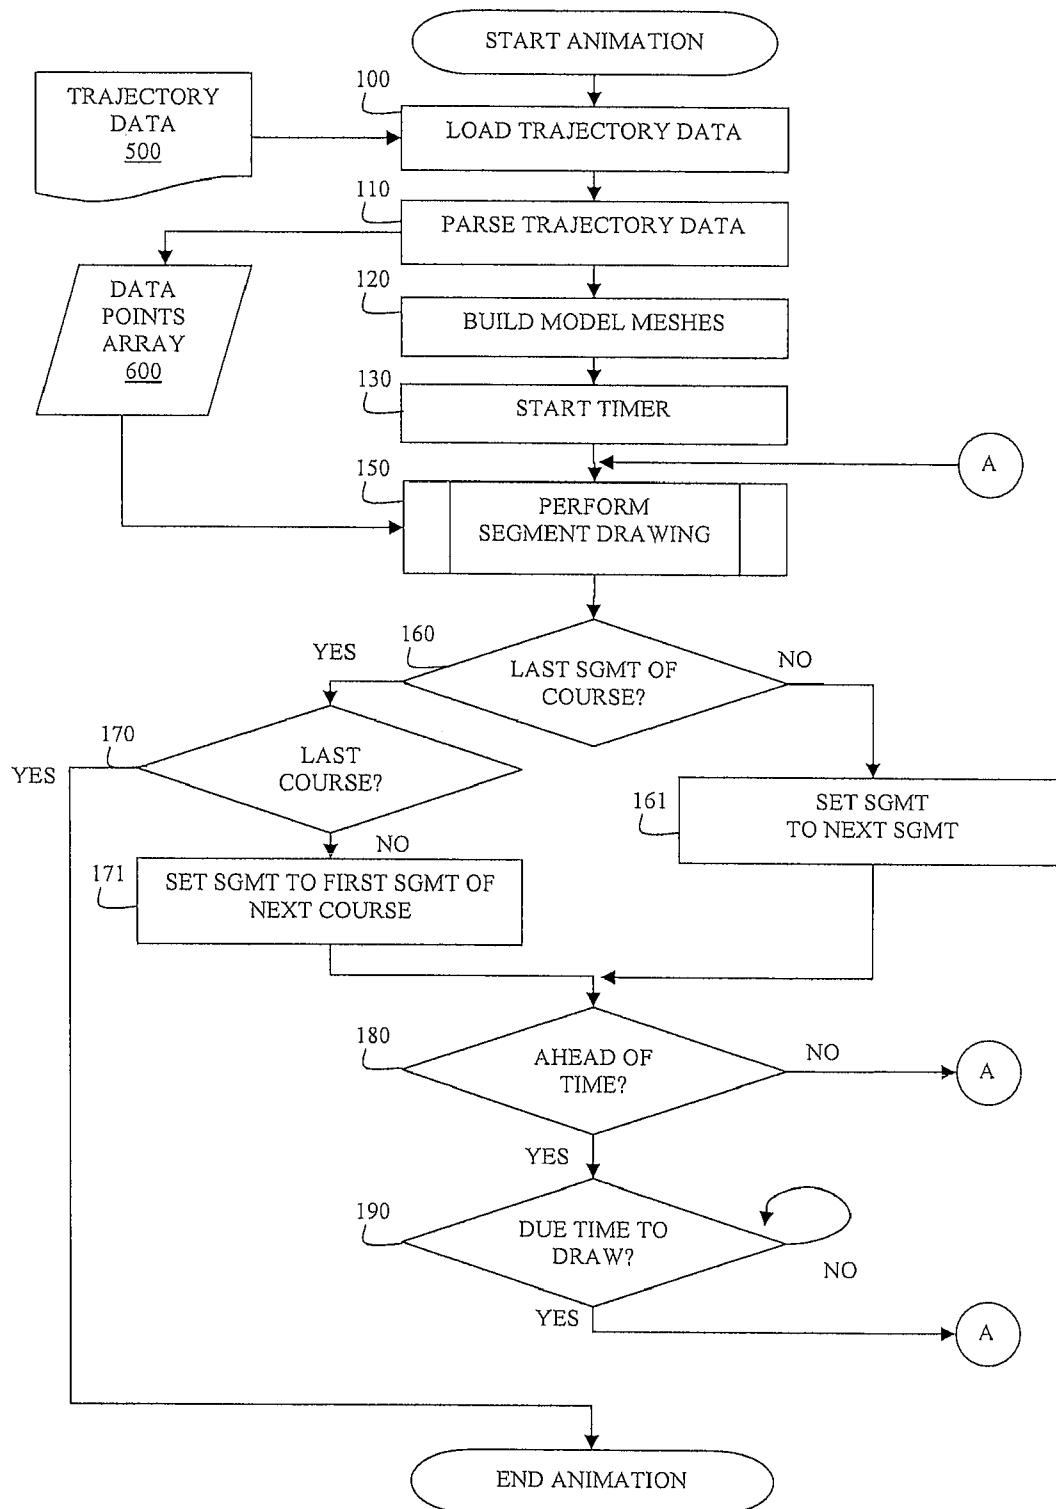 START ANIMATION
100
TRAJECTORY
DATA
500
LOAD TRAJECTORY DATA
110
PARSE TRAJECTORY DATA
120
DATA
POINTS
ARRAY
600
BUILD MODEL MESHES
130
START TIMER
A
150
PERFORM
SEGMENT DRAWING
160
YES
LAST SGMT OF
COURSE?
NO
170
YES
LAST
COURSE?
NO
161
SET SGMT
TO NEXT SGMT
171
SET SGMT TO FIRST SGMT OF
NEXT COURSE
180
AHEAD OF
TIME?
NO
A
YES
190
DUE TIME TO
DRAW?
NO
YES
A
END ANIMATION